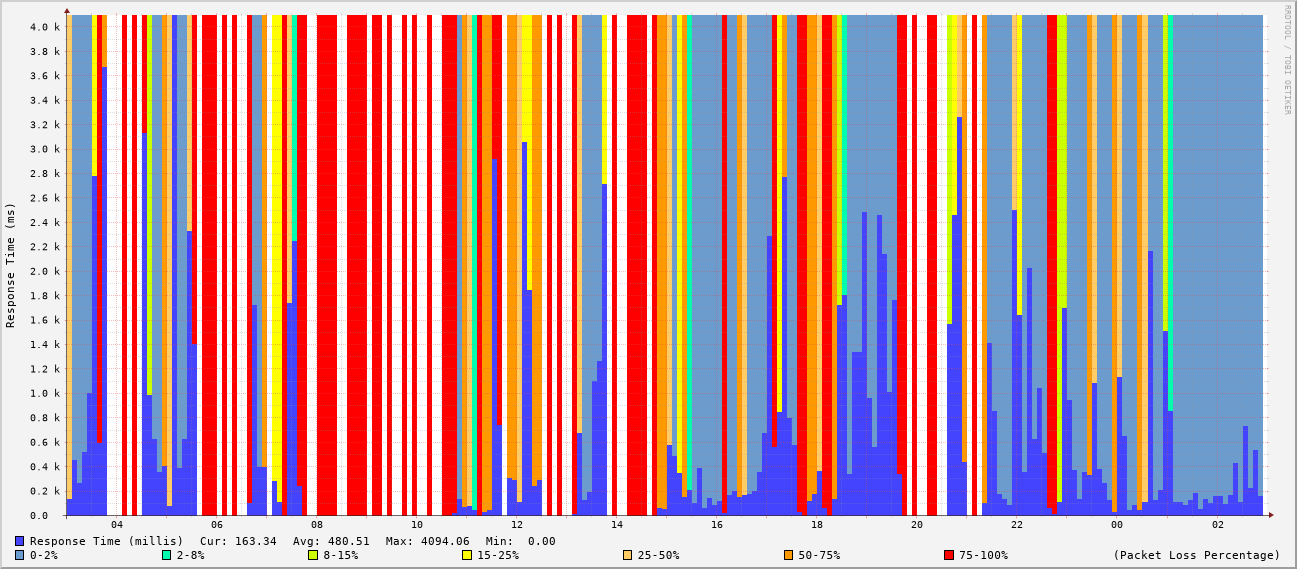 RRDTOOL / TOBI OETIKER
Response Time (ms)
4.0 k
3.8 k
3.6 k
3.4 k
3.2 k
3.0 k
2.8 k
2.6 k
2.4 k
2.2 k
2.0 k
1.8 k
1.6 k
1.4 k
1.2 k
1.0 k
0.8 k
0.6 k
0.4 k
0.2 k
0.0
04 06 08 10 12 14 16 18 20 22 00 02
Response Time (millis) Cur: 163.34 Avg: 480.51 Max: 4094.06 Min: 0.00
0-2% 2-8% 8-15% 15-25% 25-50% 50-75% 75-100% (Packet Loss Percentage)